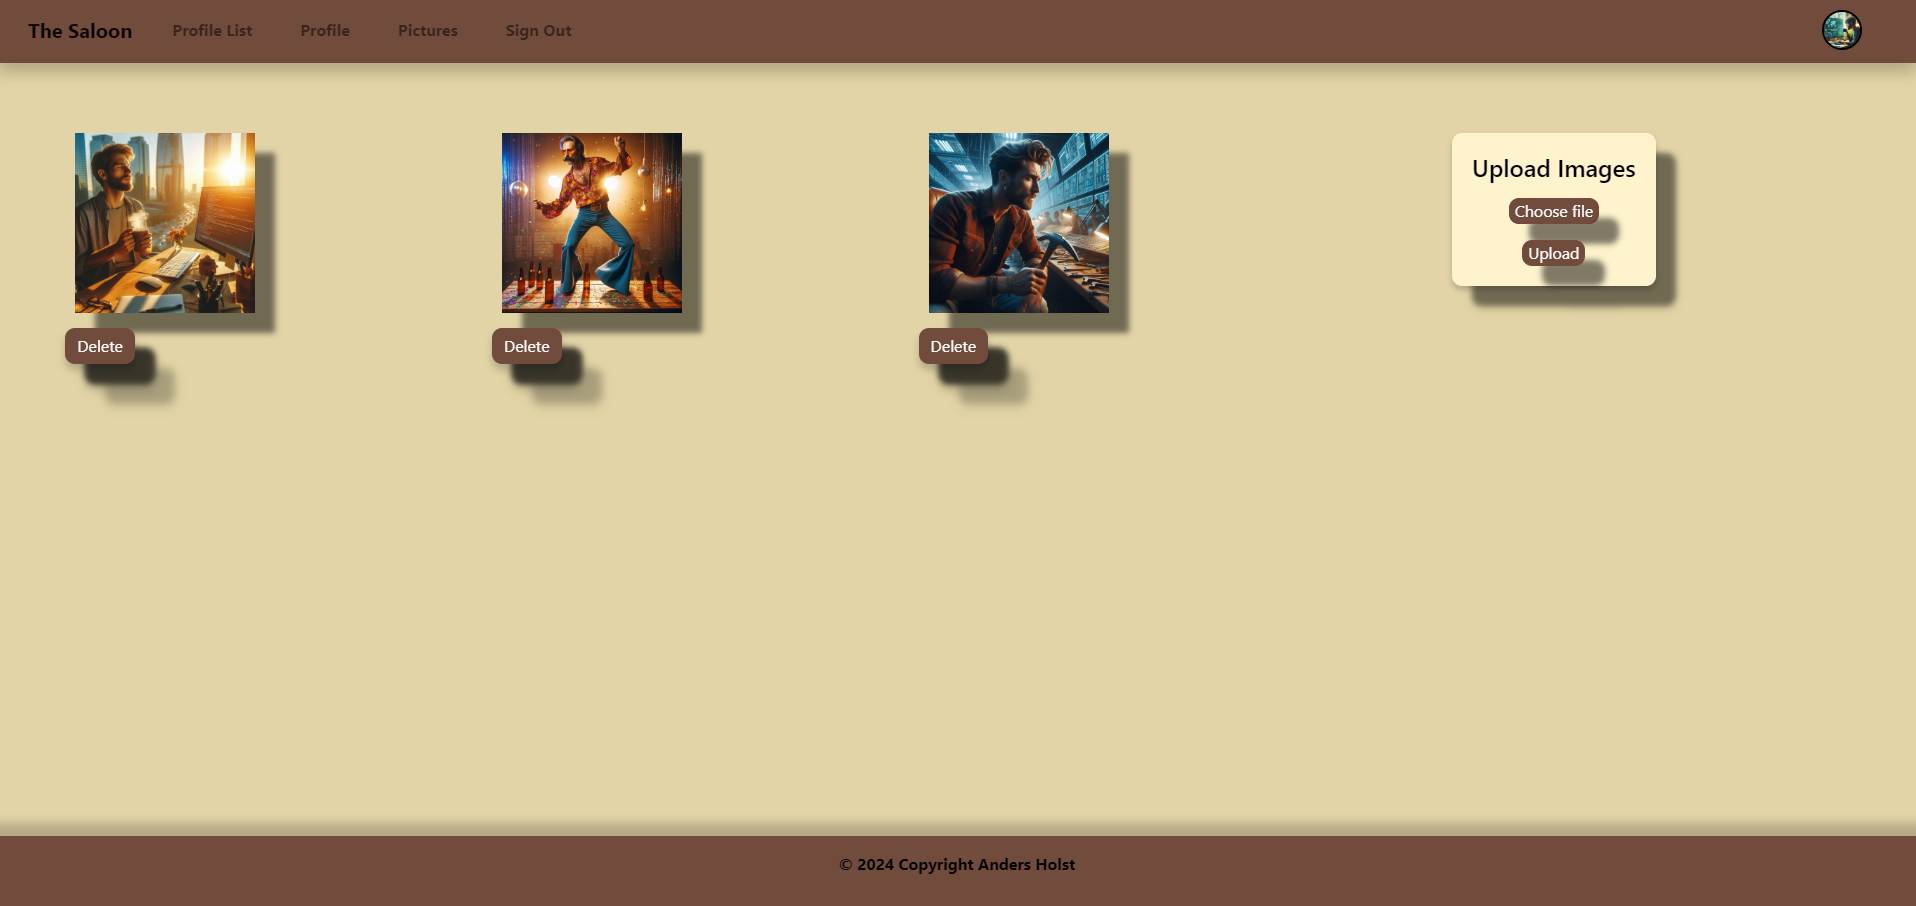 The Saloon Profile List Profile Pictures Sign Out
Upload Images
Choose file
Upload
Delete Delete Delete
© 2024 Copyright Anders Holst